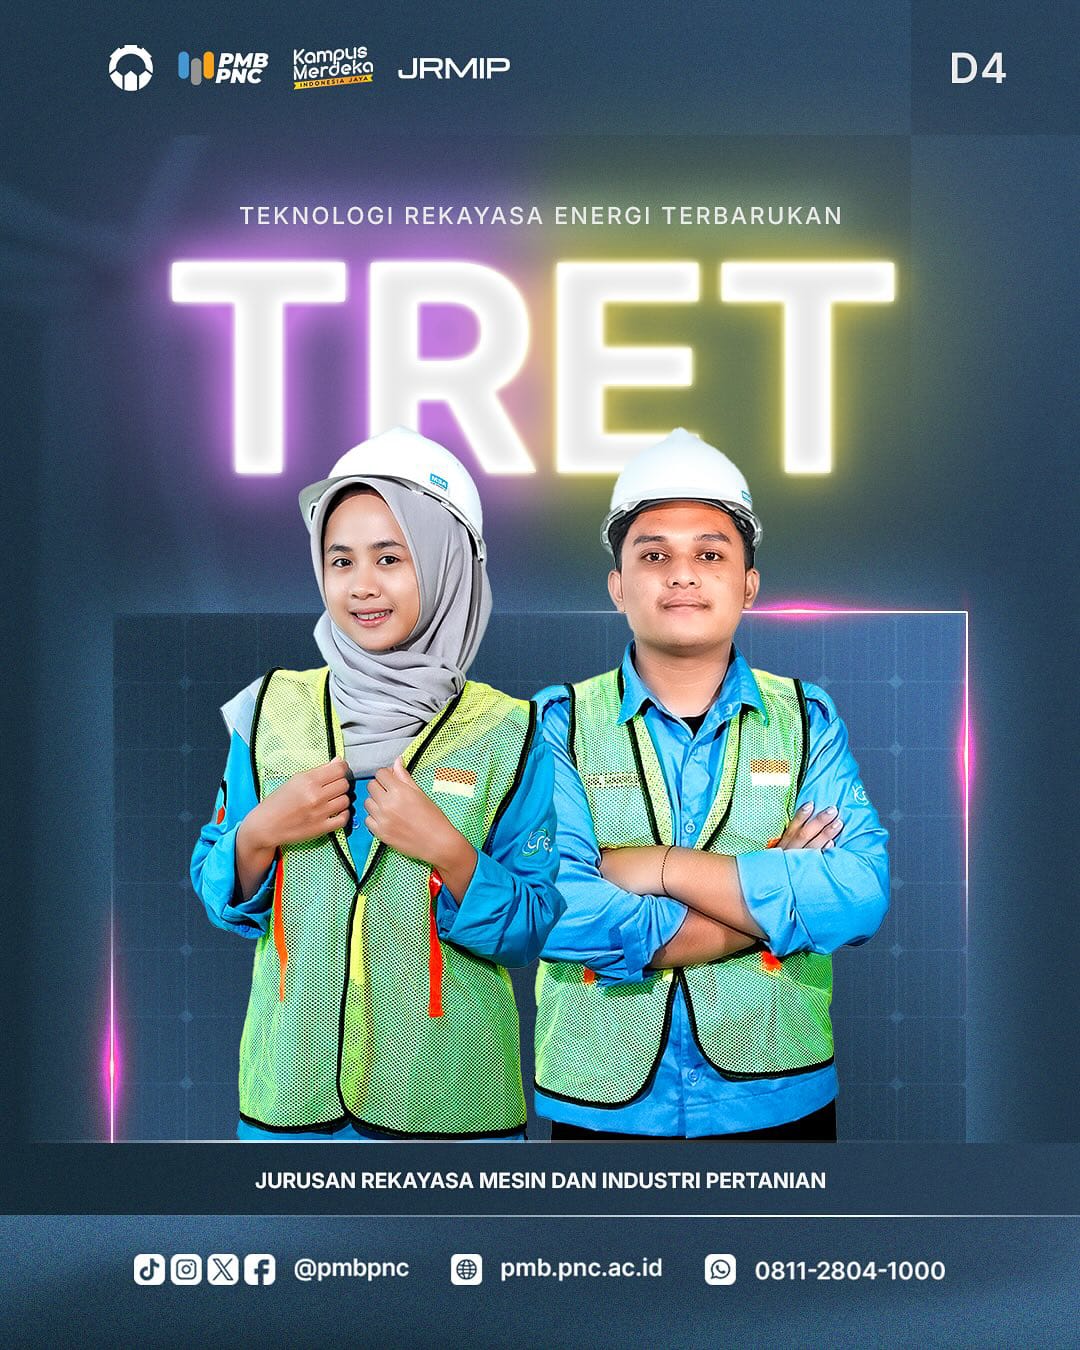 PMB
PNC
Kampus
Merdeka
INDONESIA JAYA
JRMIP
D4
TEKNOLOGI REKAYASA ENERGI TERBARUKAN
TRET
MSA
JURUSAN REKAYASA MESIN DAN INDUSTRI PERTANIAN
@pmbpnc
pmb.pnc.ac.id
0811-2804-1000